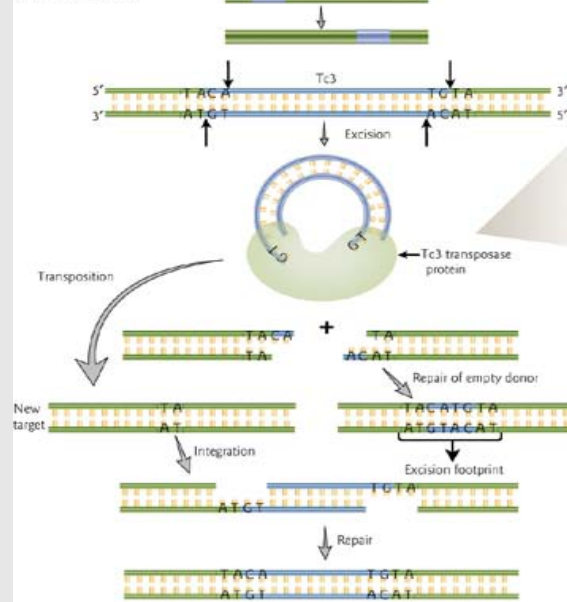 Tc3
5' TACA TGTA 3'
3' ATGT ACAT 5'
Excision
GT
Tc3 transposase
protein
Transposition
+
TACA TA
TA ACAT
Repair of empty donor
New
target
TA TACATGTA
AT ATGTACAT
Integration
Excision footprint
TGTA
ATGT
Repair
TACA TGTA
ATGT ACAT